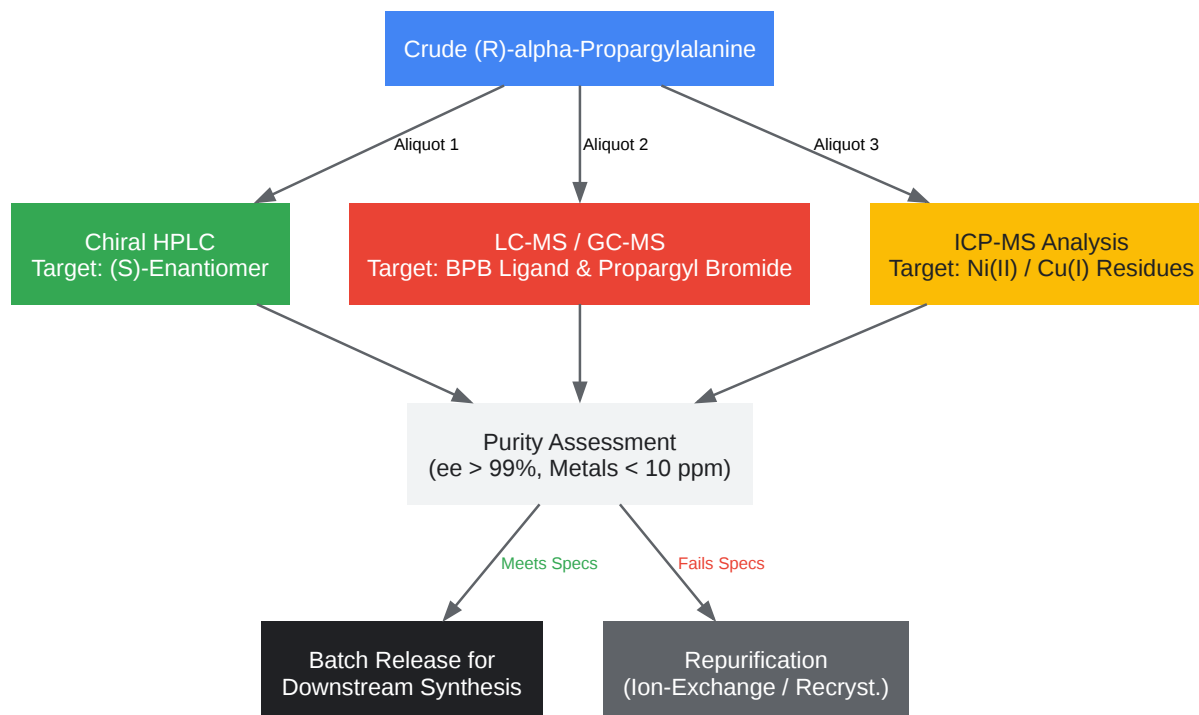 Crude (R)-alpha-Propargylalanine
Aliquot 1
Aliquot 2
Aliquot 3
Chiral HPLC
Target: (S)-Enantiomer
LC-MS / GC-MS
Target: BPB Ligand & Propargyl Bromide
ICP-MS Analysis
Target: Ni(II) / Cu(I) Residues
Purity Assessment
(ee > 99%, Metals < 10 ppm)
Meets Specs
Fails Specs
Batch Release for
Downstream Synthesis
Repurification
(Ion-Exchange / Recryst.)